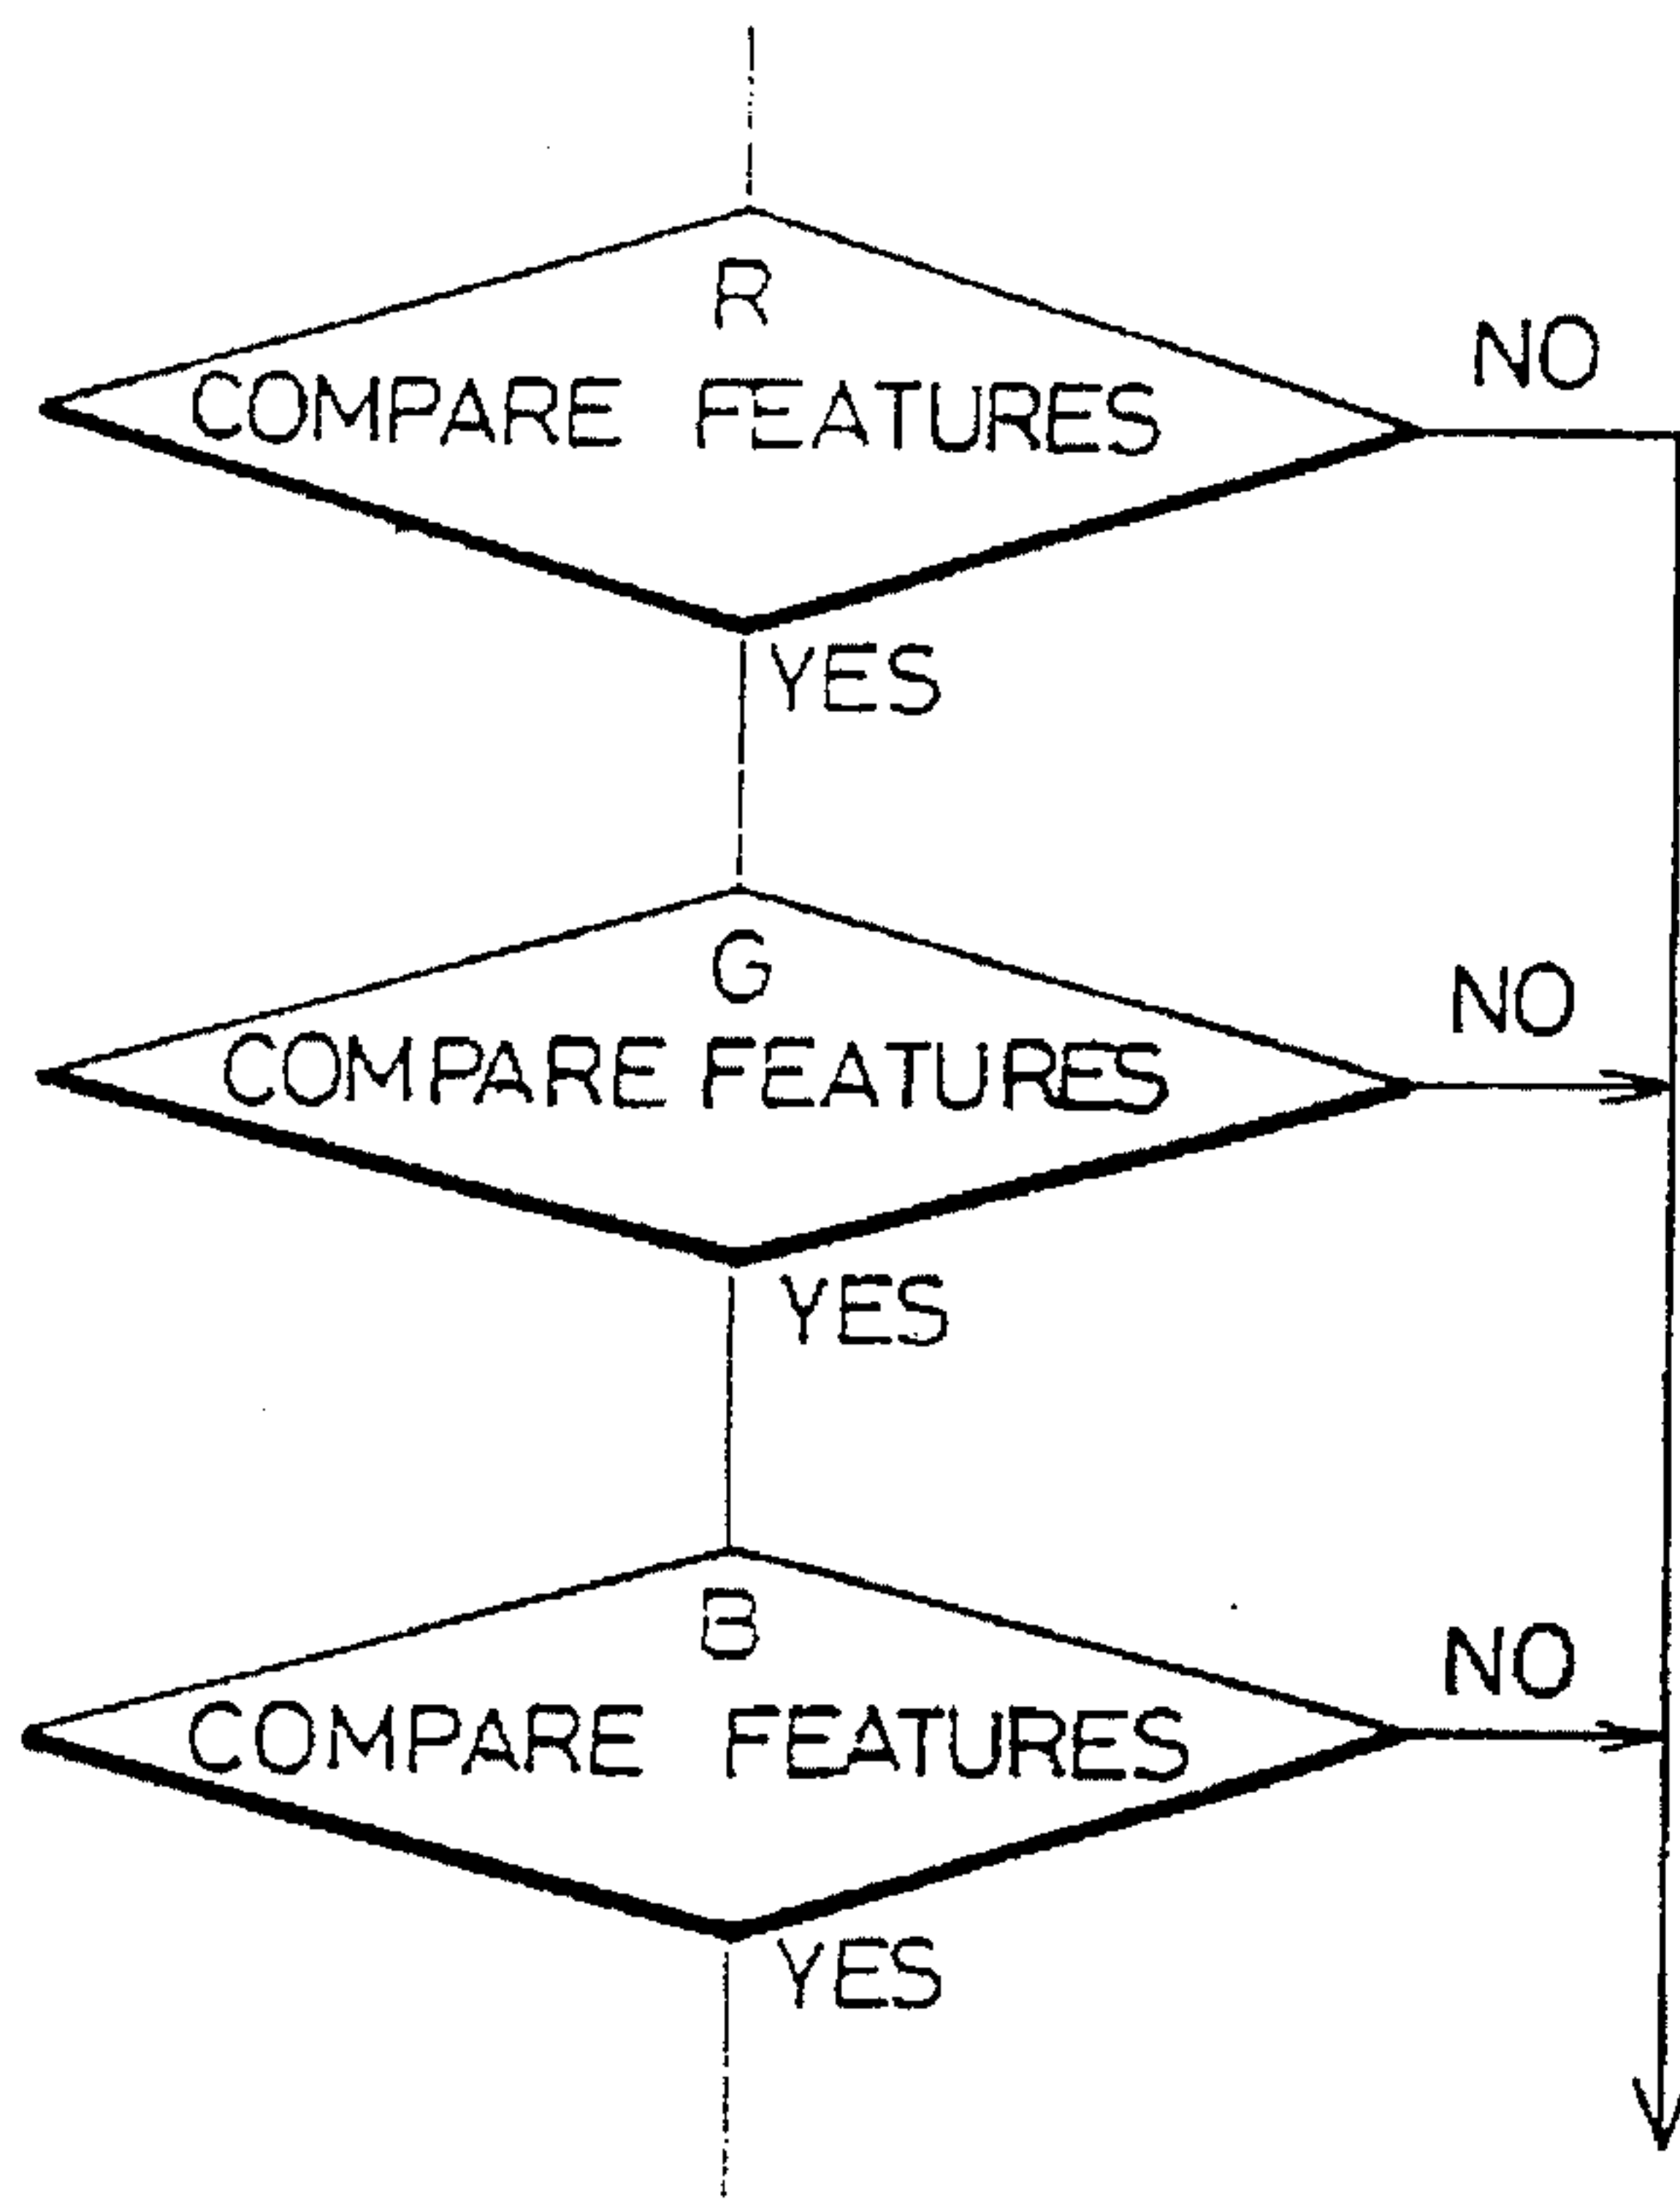 R
COMPARE FEATURES
NO
YES
G
COMPARE FEATURES
NO
YES
B
COMPARE FEATURES
NO
YES